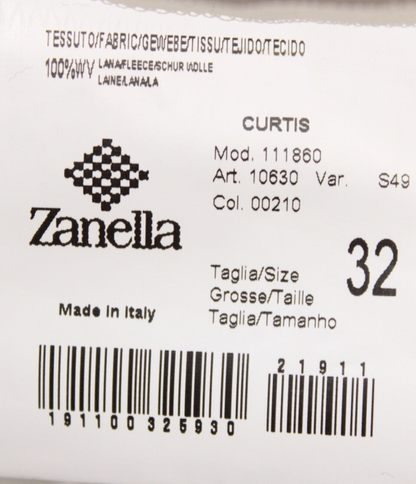 TESSUTO/FABRIC/GEWEBE/TISSU/TEJIDO/TECIDO
100%WV LANA/FLEECE/SCHUR WOLLE
LAINE/LANA/LA
CURTIS
Mod. 111860
Art. 10630 Var. S49
Col. 00210
Zanella
32
Taglia/Size
Grosse/Taille
Taglia/Tamanho
Made in Italy
21911
191100325930